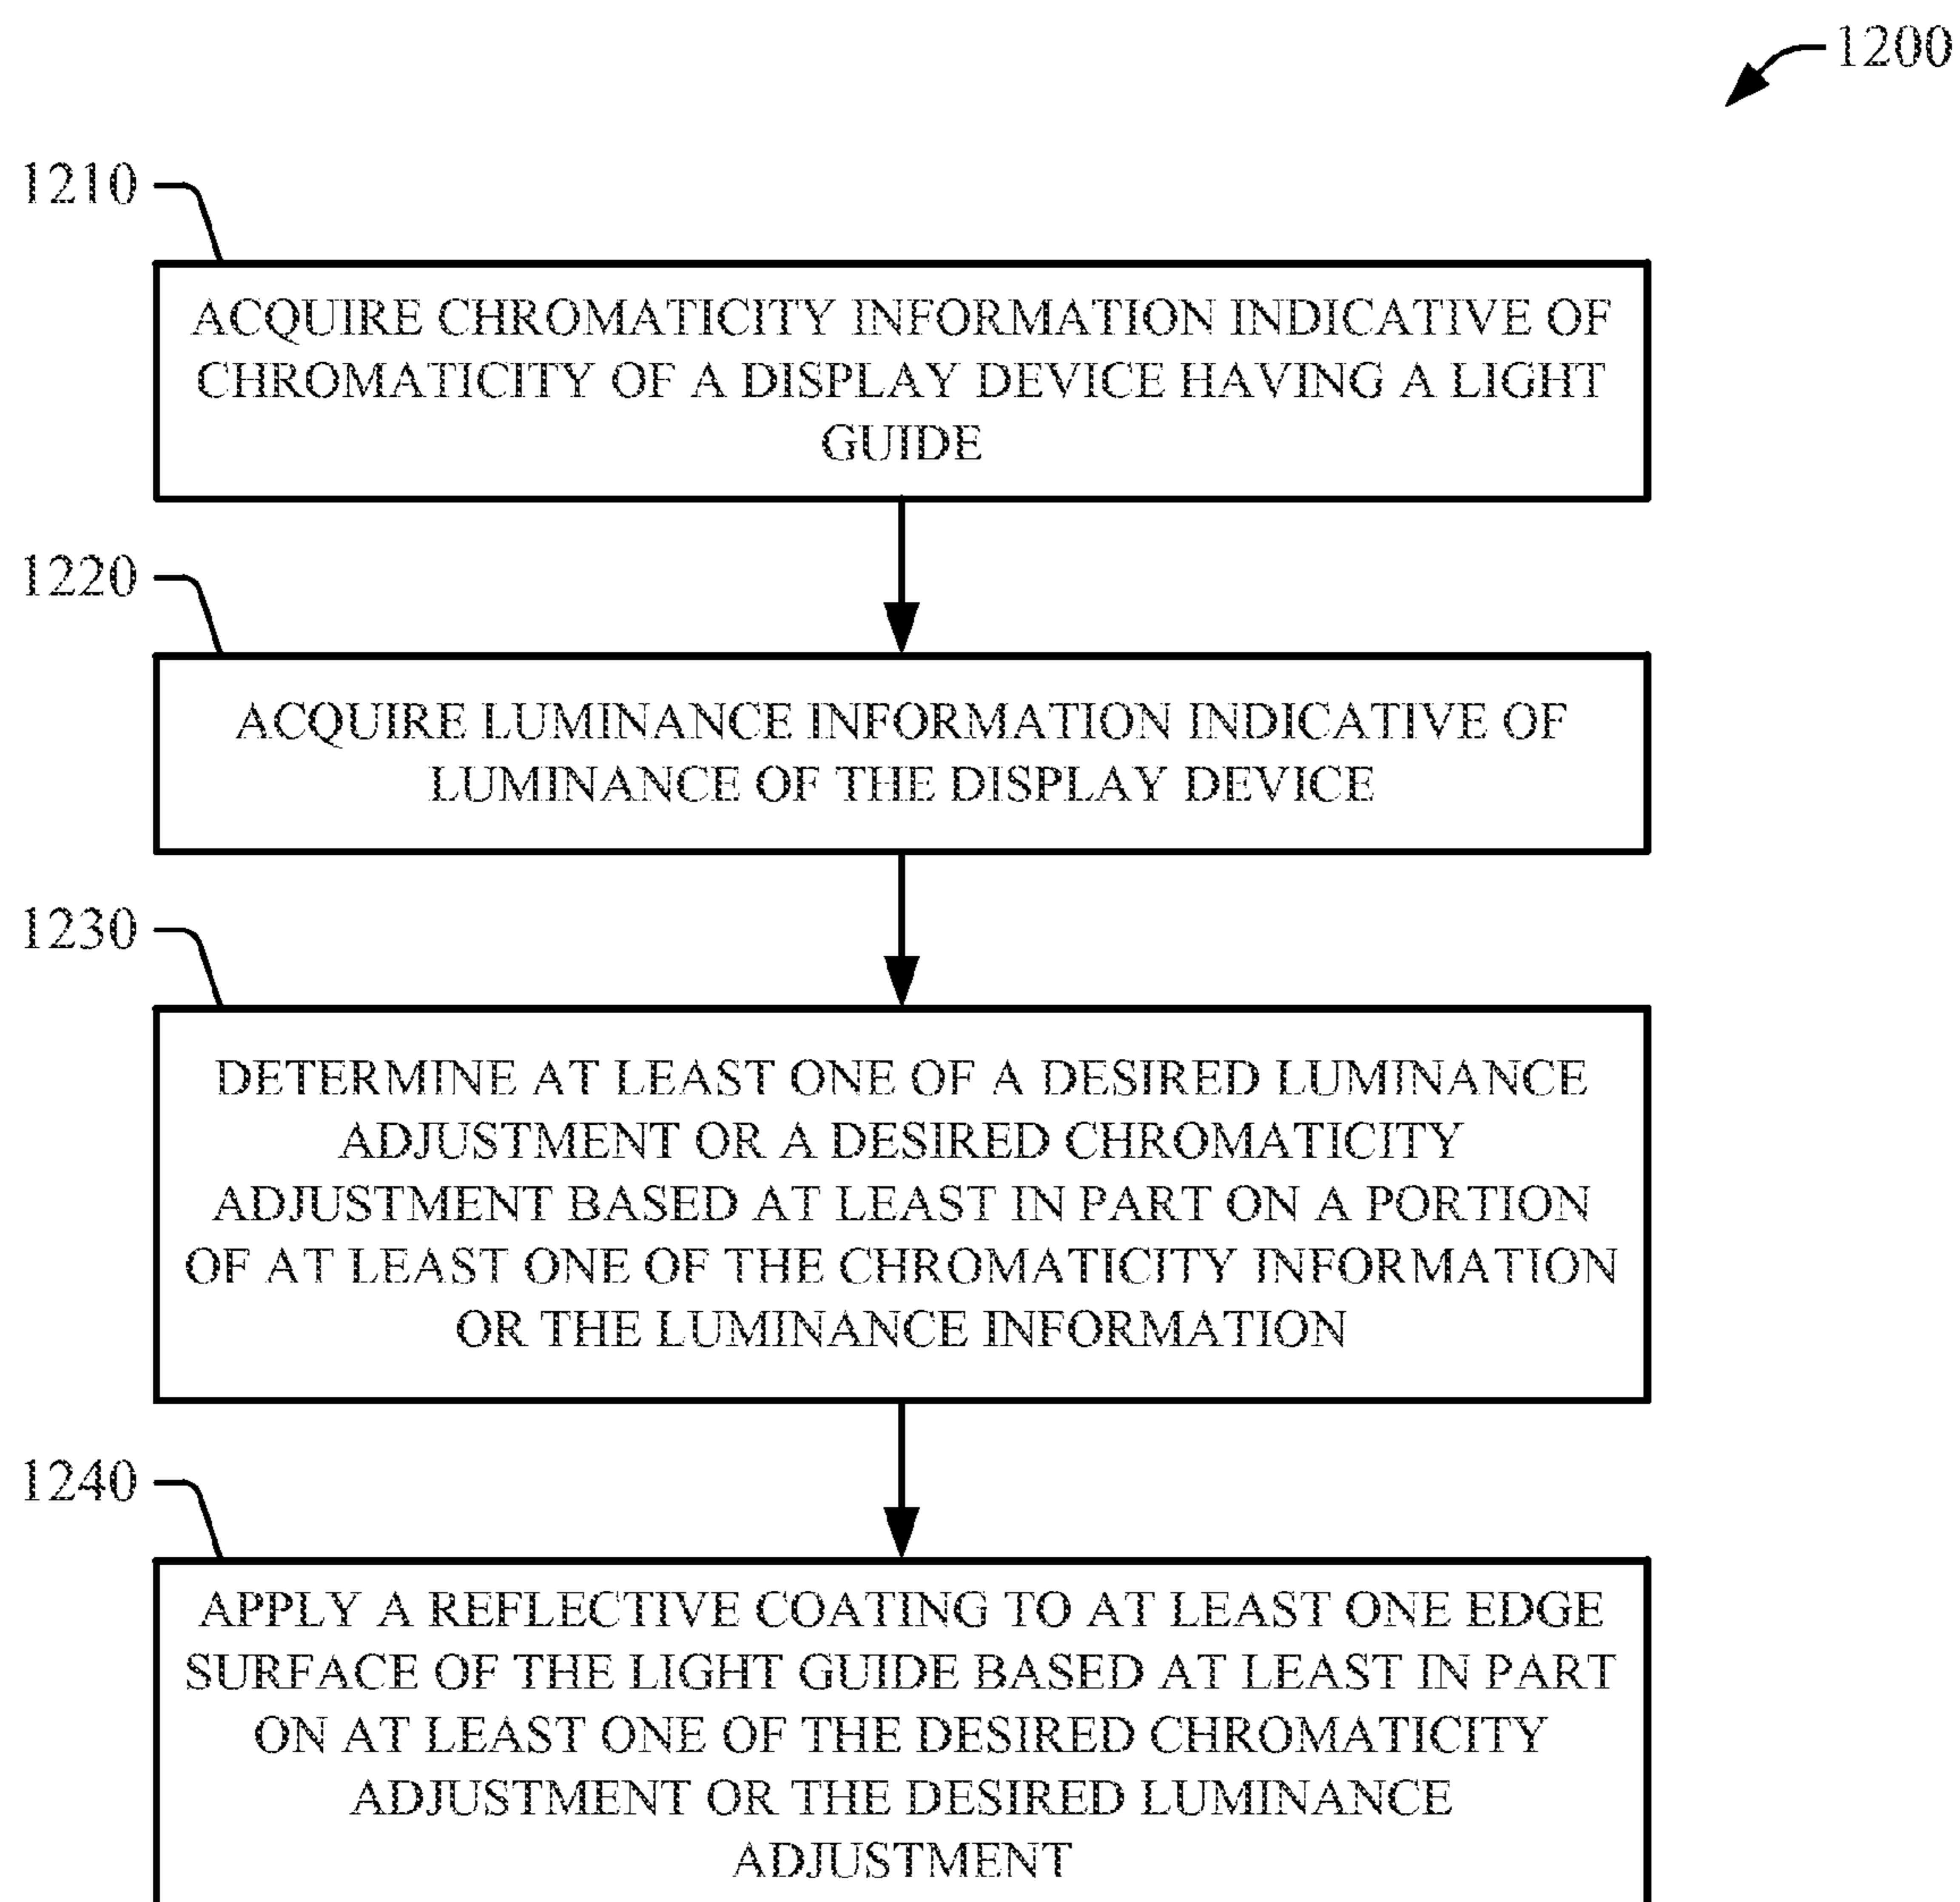 1200
1210
ACQUIRE CHROMATICITY INFORMATION INDICATIVE OF
CHROMATICITY OF A DISPLAY DEVICE HAVING A LIGHT
GUIDE
1220
ACQUIRE LUMINANCE INFORMATION INDICATIVE OF
LUMINANCE OF THE DISPLAY DEVICE
1230
DETERMINE AT LEAST ONE OF A DESIRED LUMINANCE
ADJUSTMENT OR A DESIRED CHROMATICITY
ADJUSTMENT BASED AT LEAST IN PART ON A PORTION
OF AT LEAST ONE OF THE CHROMATICITY INFORMATION
OR THE LUMINANCE INFORMATION
1240
APPLY A REFLECTIVE COATING TO AT LEAST ONE EDGE
SURFACE OF THE LIGHT GUIDE BASED AT LEAST IN PART
ON AT LEAST ONE OF THE DESIRED CHROMATICITY
ADJUSTMENT OR THE DESIRED LUMINANCE
ADJUSTMENT